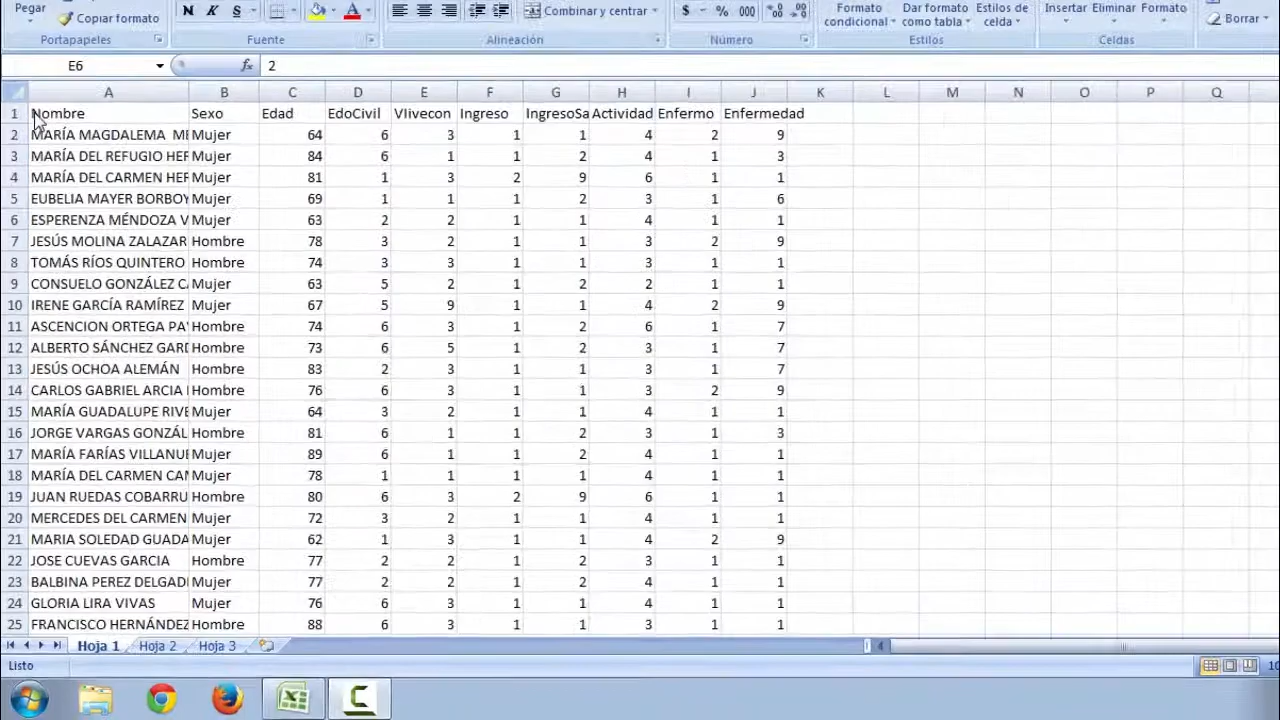 Pegar Copiar formato N K S Combinar y centrar $ % 000 Formato condicional Dar formato como tabla Estilos de celda Insertar Eliminar Formato Borrar
Portapapeles Fuente Alineación Número Estilos Celdas
E6 fx 2
A B C D E F G H I J K L M N O P Q
1 Nombre Sexo Edad EdoCivil VIivecon Ingreso IngresoSa Actividad Enfermo Enfermedad
2 MARÍA MAGDALEMA ME Mujer 64 6 3 1 1 4 2 9
3 MARÍA DEL REFUGIO HER Mujer 84 6 1 1 2 4 1 3
4 MARÍA DEL CARMEN HER Mujer 81 1 3 2 9 6 1 1
5 EUBELIA MAYER BORBOY Mujer 69 1 1 1 2 3 1 6
6 ESPERENZA MÉNDOZA V Mujer 63 2 2 1 1 4 1 1
7 JESÚS MOLINA ZALAZAR Hombre 78 3 2 1 1 3 2 9
8 TOMÁS RÍOS QUINTERO Hombre 74 3 3 1 1 3 1 1
9 CONSUELO GONZÁLEZ CA Mujer 63 5 2 1 2 2 1 1
10 IRENE GARCÍA RAMÍREZ Mujer 67 5 9 1 1 4 2 9
11 ASCENCION ORTEGA PAY Hombre 74 6 3 1 2 6 1 7
12 ALBERTO SÁNCHEZ GARD Hombre 73 6 5 1 2 3 1 7
13 JESÚS OCHOA ALEMÁN Hombre 83 2 3 1 1 3 1 7
14 CARLOS GABRIEL ARCIA Hombre 76 6 3 1 1 3 2 9
15 MARÍA GUADALUPE RIVE Mujer 64 3 2 1 1 4 1 1
16 JORGE VARGAS GONZÁL Hombre 81 6 1 1 2 3 1 3
17 MARÍA FARÍAS VILLANUE Mujer 89 6 1 1 2 4 1 1
18 MARÍA DEL CARMEN CAN Mujer 78 1 1 1 1 4 1 1
19 JUAN RUEDAS COBARRU Hombre 80 6 3 2 9 6 1 1
20 MERCEDES DEL CARMEN Mujer 72 3 2 1 1 4 1 1
21 MARIA SOLEDAD GUADA Mujer 62 1 3 1 1 4 2 9
22 JOSE CUEVAS GARCIA Hombre 77 2 2 1 2 3 1 1
23 BALBINA PEREZ DELGADI Mujer 77 2 2 1 2 4 1 1
24 GLORIA LIRA VIVAS Mujer 76 6 3 1 1 4 1 1
25 FRANCISCO HERNÁNDEZ Hombre 88 6 3 1 1 3 1 1
Hoja 1 Hoja 2 Hoja 3
Listo